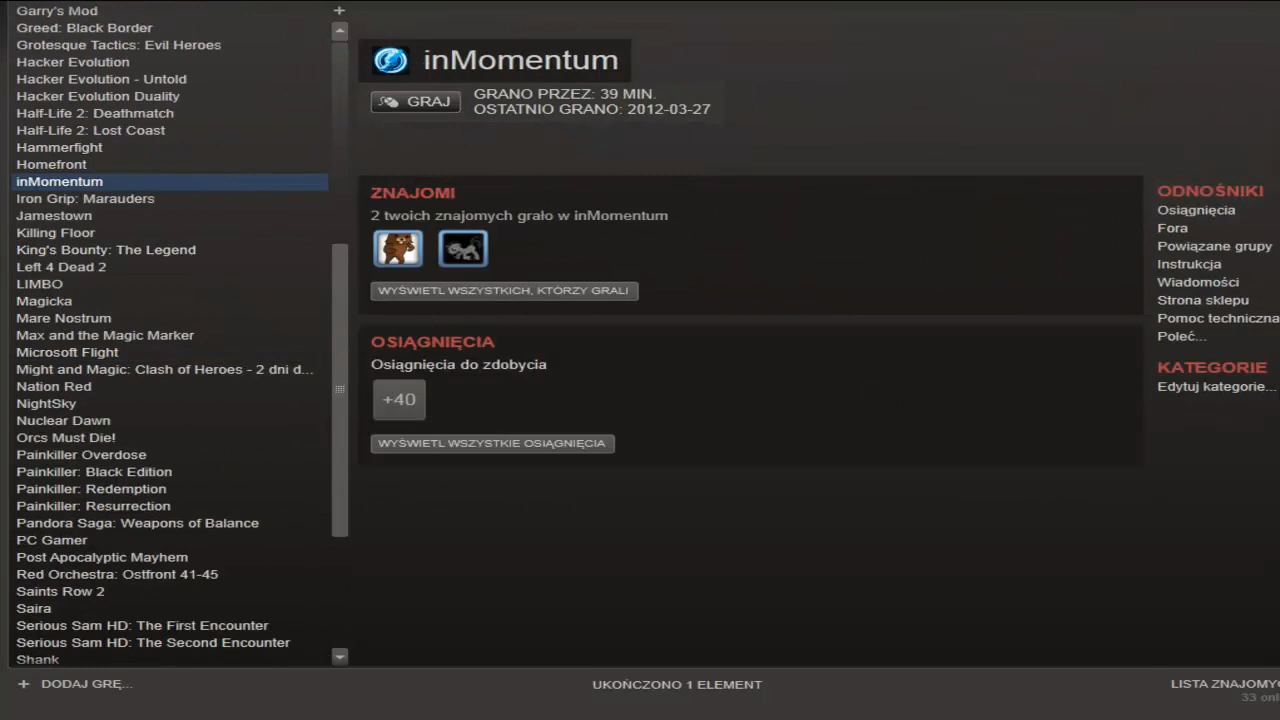 Garry's Mod
Greed: Black Border
Grotesque Tactics: Evil Heroes
Hacker Evolution
Hacker Evolution - Untold
Hacker Evolution Duality
Half-Life 2: Deathmatch
Half-Life 2: Lost Coast
Hammerfight
Homefront
inMomentum
Iron Grip: Marauders
Jamestown
Killing Floor
King's Bounty: The Legend
Left 4 Dead 2
LIMBO
Magicka
Mare Nostrum
Max and the Magic Marker
Microsoft Flight
Might and Magic: Clash of Heroes - 2 dni d...
Nation Red
NightSky
Nuclear Dawn
Orcs Must Die!
Painkiller Overdose
Painkiller: Black Edition
Painkiller: Redemption
Painkiller: Resurrection
Pandora Saga: Weapons of Balance
PC Gamer
Post Apocalyptic Mayhem
Red Orchestra: Ostfront 41-45
Saints Row 2
Saira
Serious Sam HD: The First Encounter
Serious Sam HD: The Second Encounter
Shank
+ DODAJ GRĘ...
inMomentum
GRAJ
GRANO PRZEZ: 39 MIN.
OSTATNIO GRANO: 2012-03-27
ZNAJOMI
2 twoich znajomych grało w inMomentum
WYŚWIETL WSZYSTKICH, KTÓRZY GRALI
OSIĄGNIĘCIA
Osiągnięcia do zdobycia
+40
WYŚWIETL WSZYSTKIE OSIĄGNIĘCIA
ODNOŚNIKI
Osiągnięcia
Fora
Powiązane grupy
Instrukcja
Wiadomości
Strona sklepu
Pomoc techniczna
Poleć...
KATEGORIE
Edytuj kategorie...
UKOŃCZONO 1 ELEMENT
LISTA ZNAJOMYC
33 onl